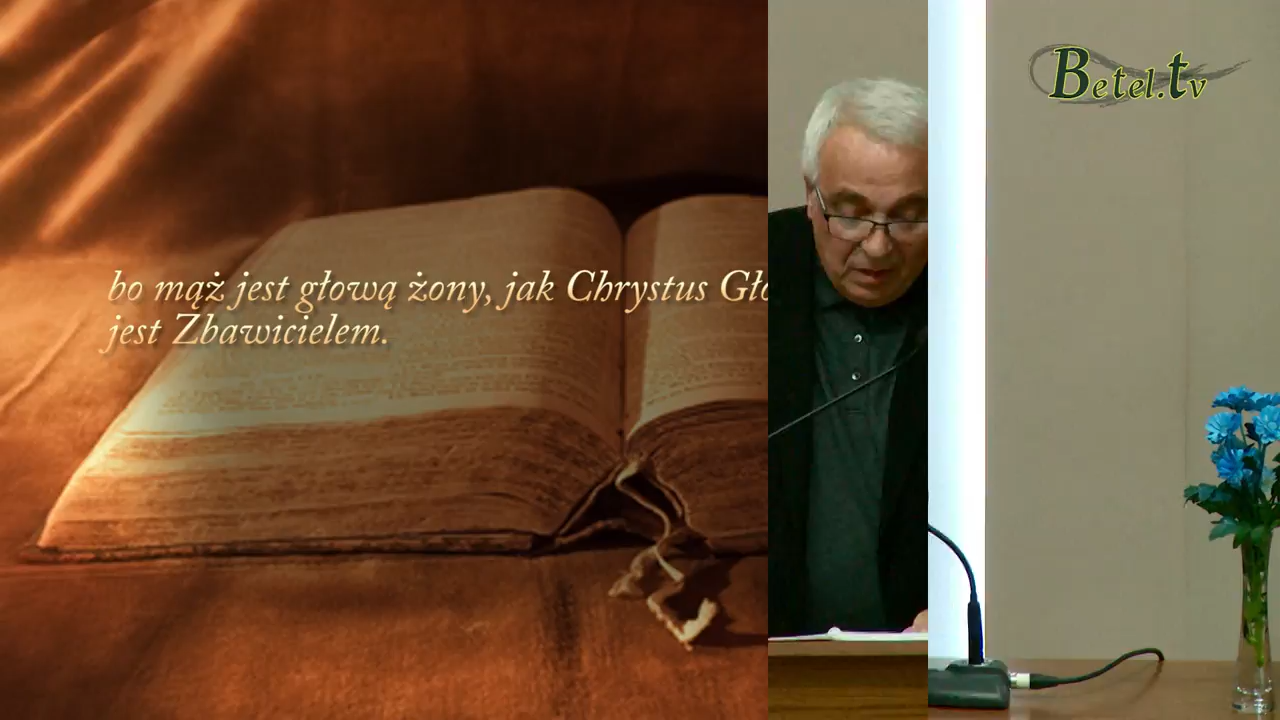 Betel.tv
bo mąż jest głową żony, jak Chrystus
jest Zbawicielem.